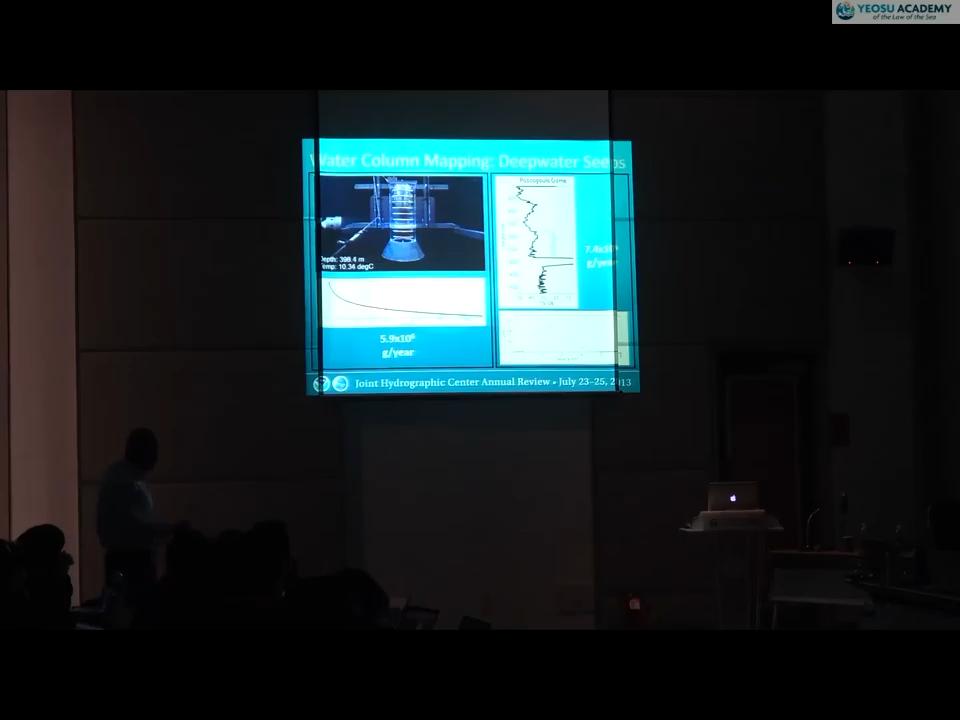 YEOSU ACADEMY
of the Law of the Sea
Water Column Mapping: Deepwater Seeps
Depth: 398.4 m
Temp: 10.34 degC
5.9x10⁶
g/year
g/year
Joint Hydrographic Center Annual Review • July 23–25, 2013